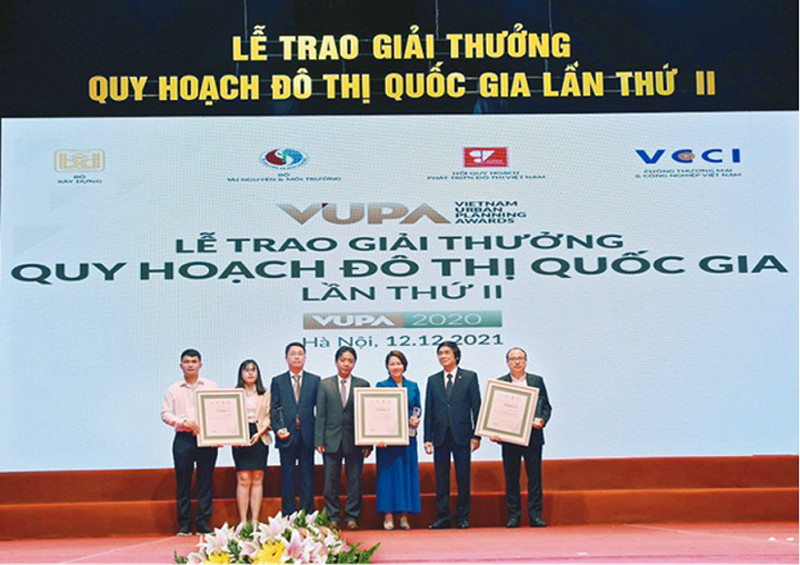 LỄ TRAO GIẢI THƯỞNG
QUY HOẠCH ĐÔ THỊ QUỐC GIA LẦN THỨ II
BỘ
XÂY DỰNG
BỘ
TÀI NGUYÊN & MÔI TRƯỜNG
HỘI QUY HOẠCH
PHÁT TRIỂN ĐÔ THỊ VIỆT NAM
VCCI
PHÒNG THƯƠNG MẠI
& CÔNG NGHIỆP VIỆT NAM
VUPA
VIETNAM
URBAN
PLANNING
AWARDS
LỄ TRAO GIẢI THƯỞNG
QUY HOẠCH ĐÔ THỊ QUỐC GIA
LẦN THỨ II
VUPA 2020
Hà Nội, 12.12.2021